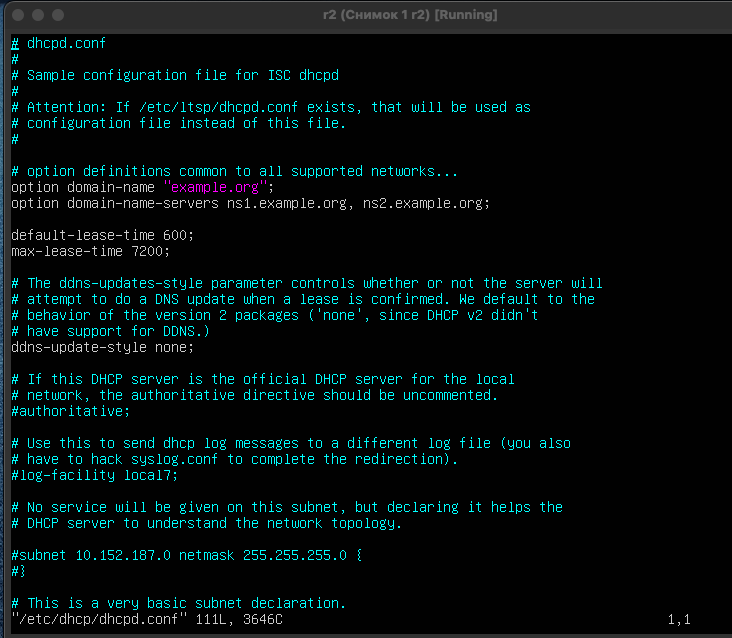 r2 (Снимок 1 r2) [Running]
# dhcpd.conf
#
# Sample configuration file for ISC dhcpd
#
# Attention: If /etc/ltsp/dhcpd.conf exists, that will be used as
# configuration file instead of this file.
#
# option definitions common to all supported networks...
option domain-name "example.org";
option domain-name-servers ns1.example.org, ns2.example.org;
default-lease-time 600;
max-lease-time 7200;
# The ddns-updates-style parameter controls whether or not the server will
# attempt to do a DNS update when a lease is confirmed. We default to the
# behavior of the version 2 packages ('none', since DHCP v2 didn't
# have support for DDNS.)
ddns-update-style none;
# If this DHCP server is the official DHCP server for the local
# network, the authoritative directive should be uncommented.
#authoritative;
# Use this to send dhcp log messages to a different log file (you also
# have to hack syslog.conf to complete the redirection).
#log-facility local7;
# No service will be given on this subnet, but declaring it helps the
# DHCP server to understand the network topology.
#subnet 10.152.187.0 netmask 255.255.255.0 {
#}
# This is a very basic subnet declaration.
"/etc/dhcp/dhcpd.conf" 111L, 3646C 1,1